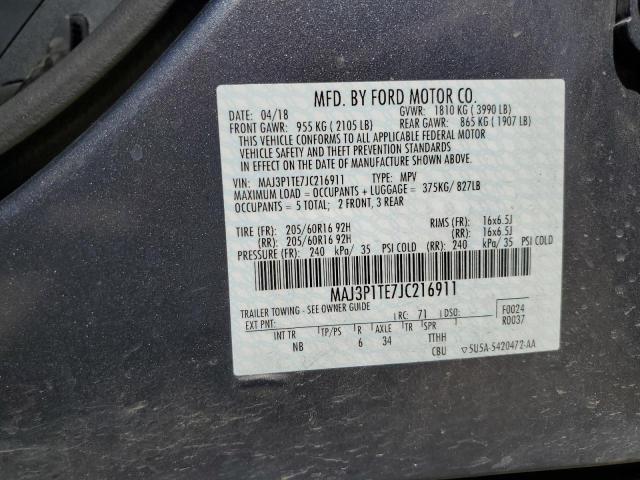 MFD. BY FORD MOTOR CO.
DATE: 04/18 GVWR: 1810 KG ( 3990 LB)
FRONT GAWR: 955 KG ( 2105 LB) REAR GAWR: 865 KG ( 1907 LB)
THIS VEHICLE CONFORMS TO ALL APPLICABLE FEDERAL MOTOR
VEHICLE SAFETY AND THEFT PREVENTION STANDARDS
IN EFFECT ON THE DATE OF MANUFACTURE SHOWN ABOVE.
VIN: MAJ3P1TE7JC216911 TYPE: MPV
MAXIMUM LOAD = OCCUPANTS + LUGGAGE = 375KG/ 827LB
OCCUPANTS = 5 TOTAL; 2 FRONT, 3 REAR
TIRE (FR): 205/60R16 92H RIMS (FR): 16x6.5J
(RR): 205/60R16 92H (RR): 16x6.5J
PRESSURE (FR): 240 kPa/ 35 PSI COLD (RR): 240 kPa/ 35 PSI COLD
MAJ3P1TE7JC216911
TRAILER TOWING - SEE OWNER GUIDE
EXT PNT: RC: 71 DSO: F0024
R0037
INT TR TP/PS R AXLE TR SPR
NB 6 34 TTHH
CBU ▽5U5A-5420472-AA